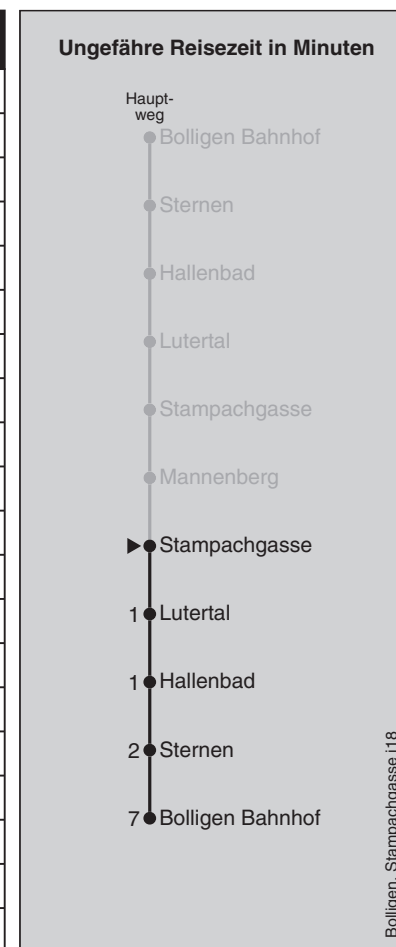 Ungefähre Reisezeit in Minuten
Haupt-
weg
Bolligen Bahnhof
Sternen
Hallenbad
Lutertal
Stampachgasse
Mannenberg
Stampachgasse
1 Lutertal
1 Hallenbad
2 Sternen
7 Bolligen Bahnhof
Bolligen, Stampachgasse j18